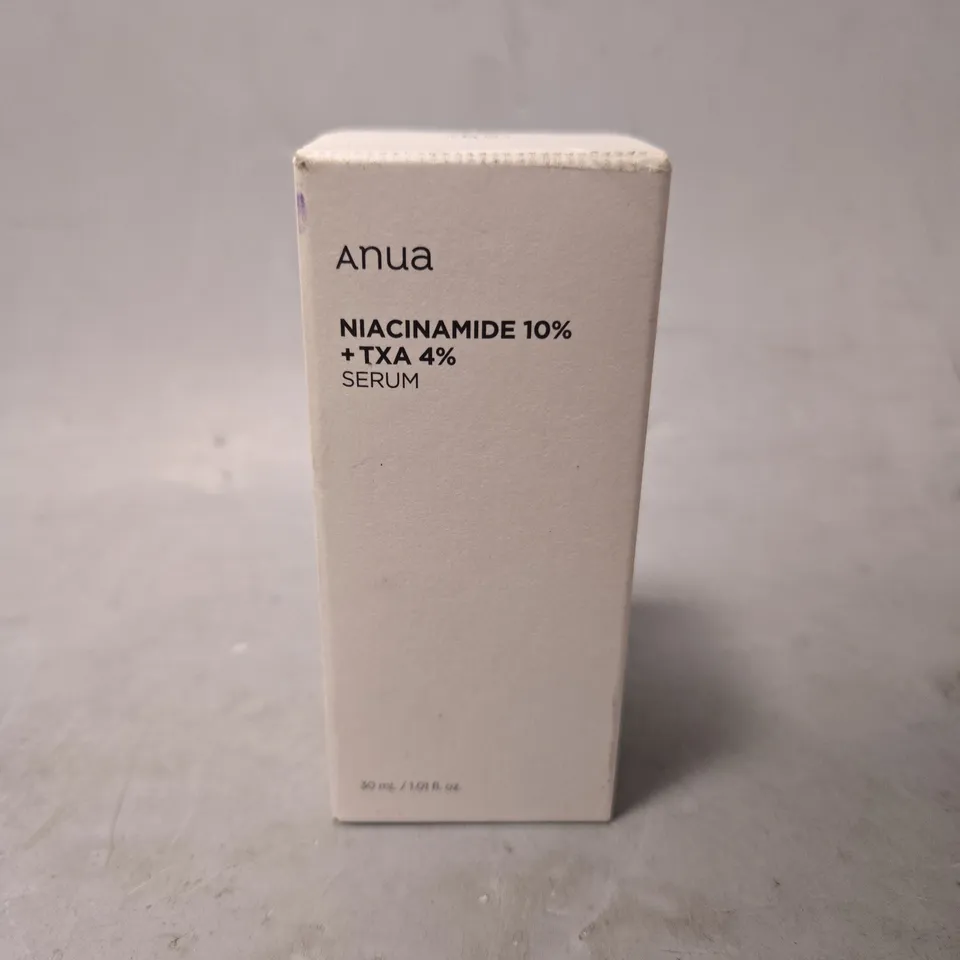 Anua
NIACINAMIDE 10%
+ TXA 4%
SERUM
30 mL / 1.01 fl. oz.